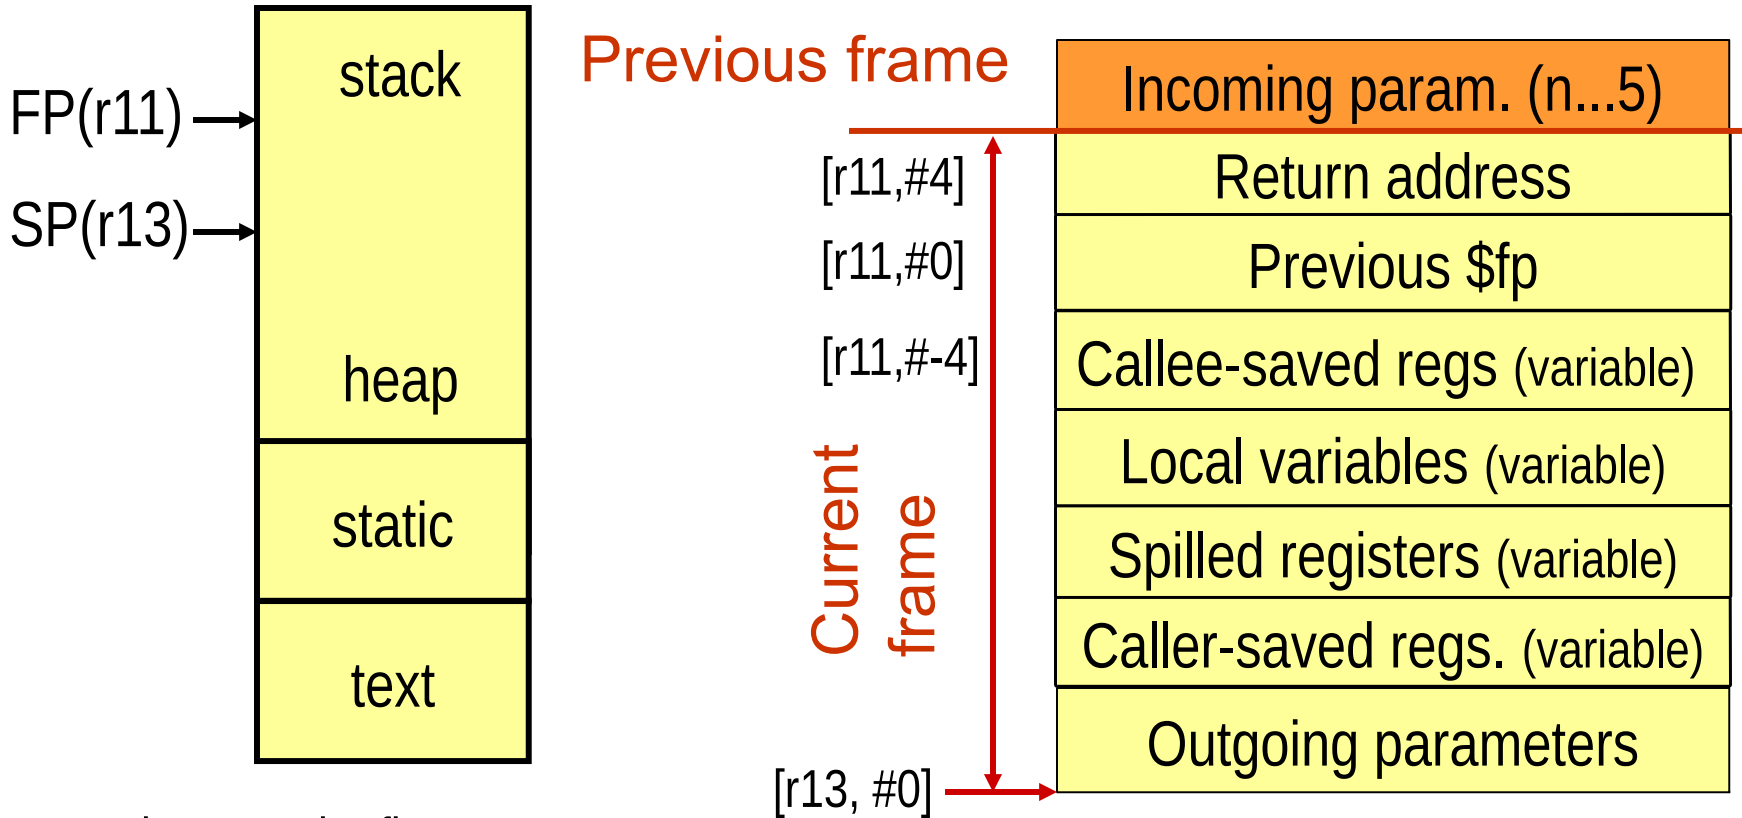 stack
FP(r11)
SP(r13)
heap
static
text
Previous frame
Incoming param. (n...5)
[r11,#4]
Return address
[r11,#0]
Previous $fp
[r11,#-4]
Callee-saved regs (variable)
Local variables (variable)
Current
frame
Spilled registers (variable)
Caller-saved regs. (variable)
Outgoing parameters
[r13, #0]